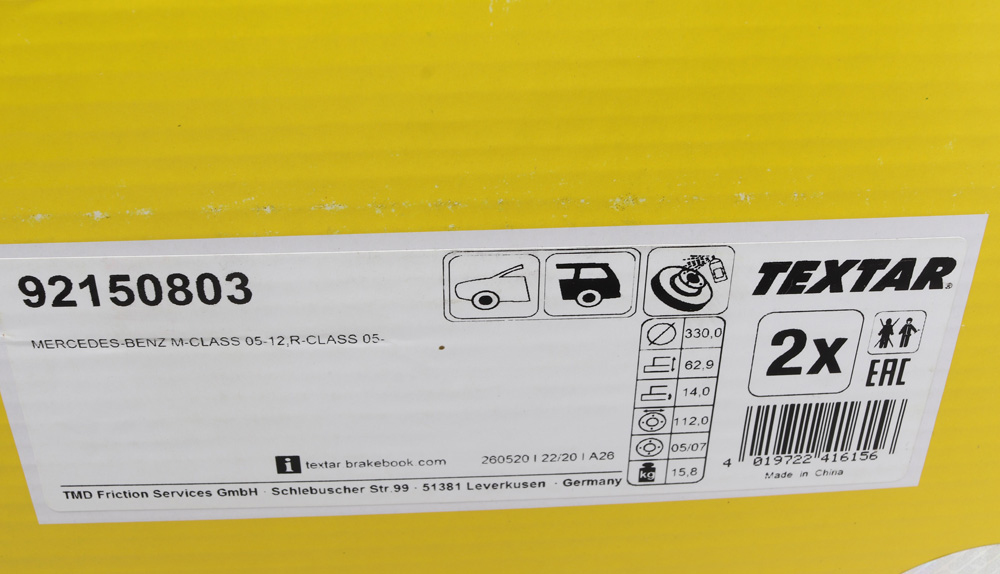 92150803
TEXTAR®
MERCEDES-BENZ M-CLASS 05-12,R-CLASS 05-
330,0
62,9
14,0
112,0
05/07
kg 15,8
2x
EAC
i textar brakebook.com
260520 | 22/20 | A26
4 019722 416156
Made in China
TMD Friction Services GmbH · Schlebuscher Str.99 · 51381 Leverkusen · Germany